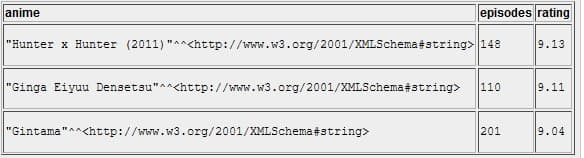 anime episodes rating
"Hunter x Hunter (2011)"^^<http://www.w3.org/2001/XMLSchema#string> 148 9.13
"Ginga Eiyuu Densetsu"^^<http://www.w3.org/2001/XMLSchema#string> 110 9.11
"Gintama"^^<http://www.w3.org/2001/XMLSchema#string> 201 9.04